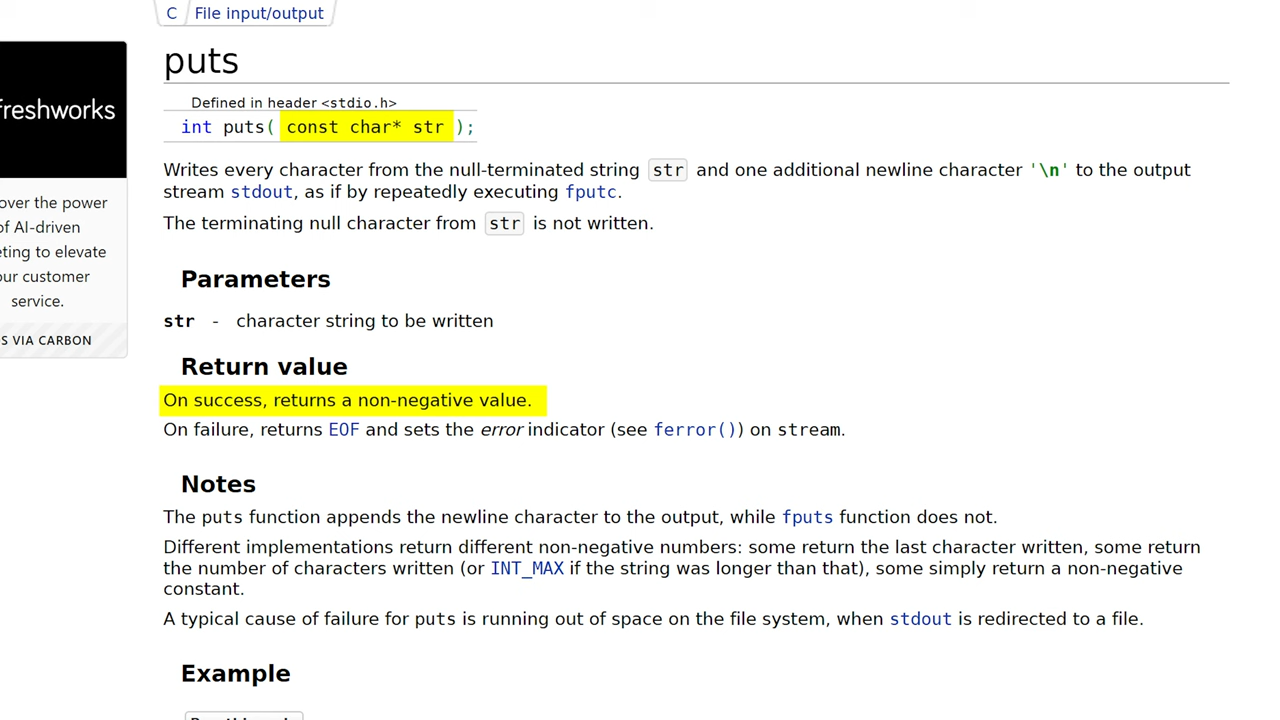 C File input/output
puts
Defined in header <stdio.h>
int puts( const char* str );
Writes every character from the null-terminated string str and one additional newline character '\n' to the output
stream stdout, as if by repeatedly executing fputc.
The terminating null character from str is not written.
Parameters
str - character string to be written
Return value
On success, returns a non-negative value.
On failure, returns EOF and sets the error indicator (see ferror()) on stream.
Notes
The puts function appends the newline character to the output, while fputs function does not.
Different implementations return different non-negative numbers: some return the last character written, some return
the number of characters written (or INT_MAX if the string was longer than that), some simply return a non-negative
constant.
A typical cause of failure for puts is running out of space on the file system, when stdout is redirected to a file.
Example
freshworks
over the power
of AI-driven
eting to elevate
our customer
service.
S VIA CARBON